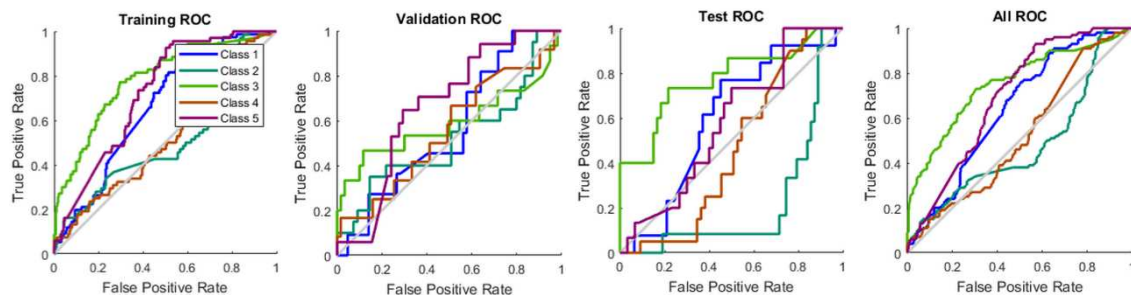 Training ROC
1
0.8
0.6
0.4
0.2
0
True Positive Rate
Class 1
Class 2
Class 3
Class 4
Class 5
0 0.2 0.4 0.6 0.8 1
False Positive Rate
Validation ROC
1
0.8
0.6
0.4
0.2
0
True Positive Rate
0 0.2 0.4 0.6 0.8 1
False Positive Rate
Test ROC
1
0.8
0.6
0.4
0.2
0
True Positive Rate
0 0.2 0.4 0.6 0.8 1
False Positive Rate
All ROC
1
0.8
0.6
0.4
0.2
0
True Positive Rate
0 0.2 0.4 0.6 0.8 1
False Positive Rate